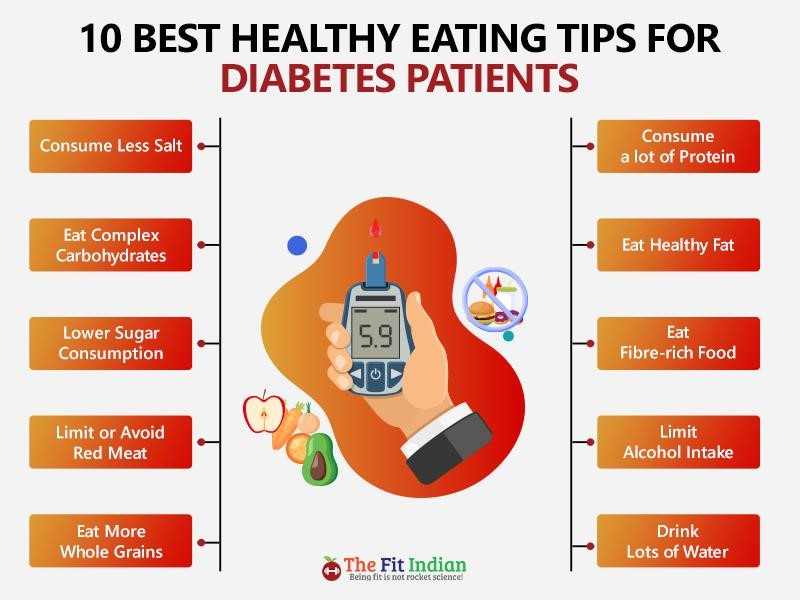 10 BEST HEALTHY EATING TIPS FOR
DIABETES PATIENTS
Consume Less Salt
Eat Complex
Carbohydrates
Lower Sugar
Consumption
Limit or Avoid
Red Meat
Eat More
Whole Grains
5.9
Consume
a lot of Protein
Eat Healthy Fat
Eat
Fibre-rich Food
Limit
Alcohol Intake
Drink
Lots of Water
The Fit Indian
Being fit is not rocket science!